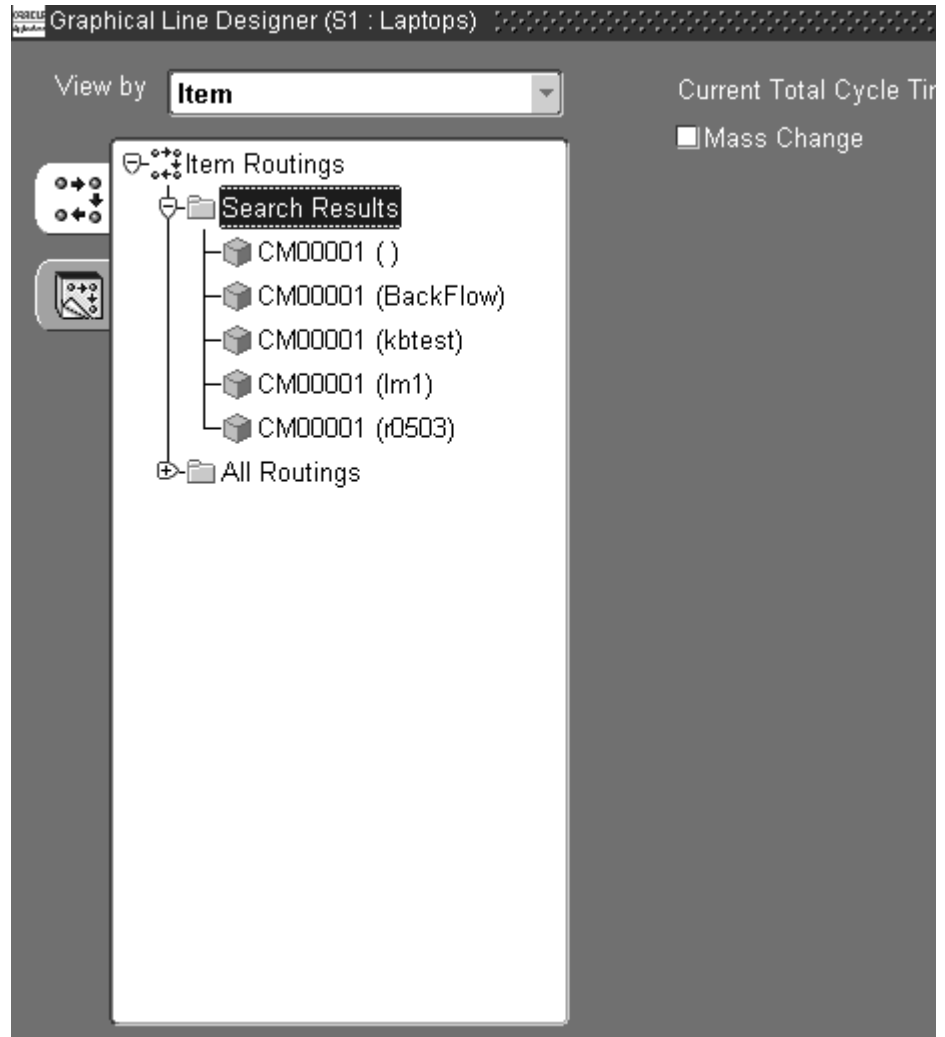 Graphical Line Designer (S1 : Laptops)
View by Item
Current Total Cycle
Mass Change
Item Routings
Search Results
CM00001 ( )
CM00001 (BackFlow)
CM00001 (kbtest)
CM00001 (lm1)
CM00001 (r0503)
All Routings